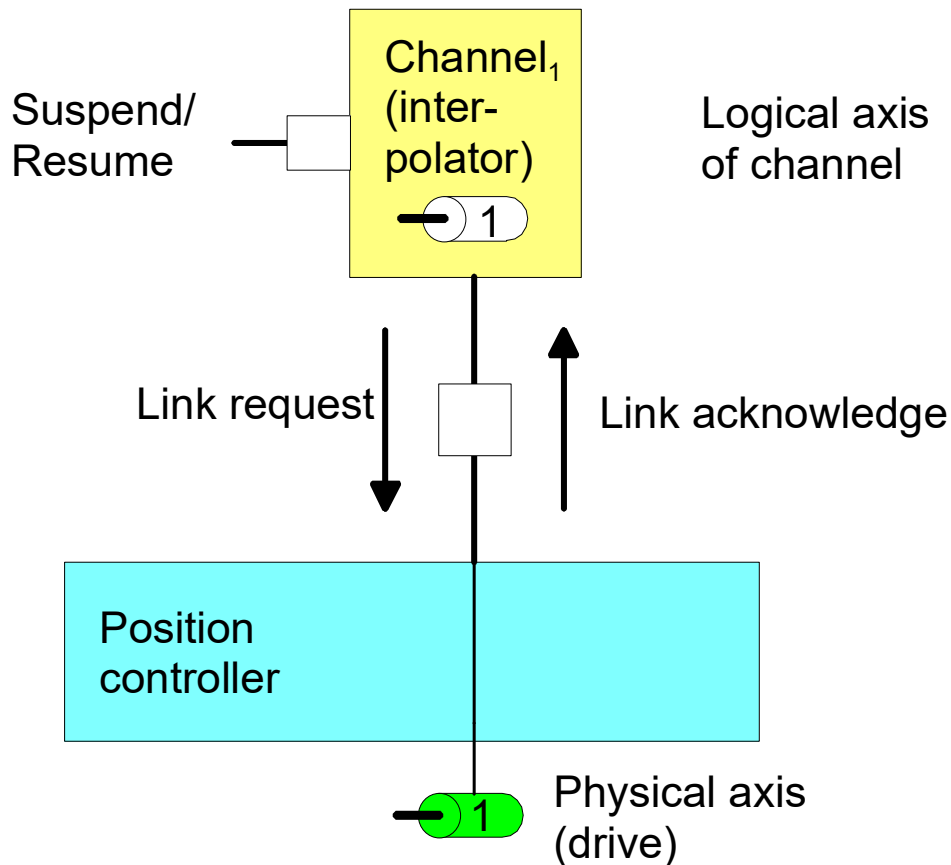 Channel₁
(inter-
polator)
1
Suspend/
Resume
Logical axis
of channel
Link request
Link acknowledge
Position
controller
1
Physical axis
(drive)